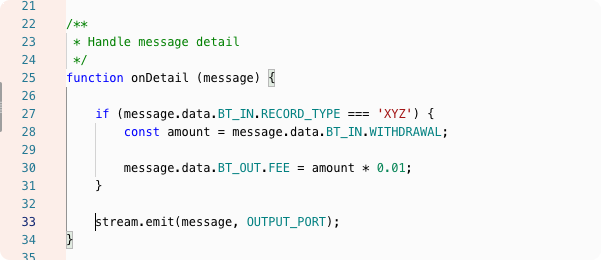 21
22 /**
23  * Handle message detail
24  */
25 function onDetail (message) {
26
27     if (message.data.BT_IN.RECORD_TYPE === 'XYZ') {
28         const amount = message.data.BT_IN.WITHDRAWAL;
29
30         message.data.BT_OUT.FEE = amount * 0.01;
31     }
32
33     stream.emit(message, OUTPUT_PORT);
34 }
35